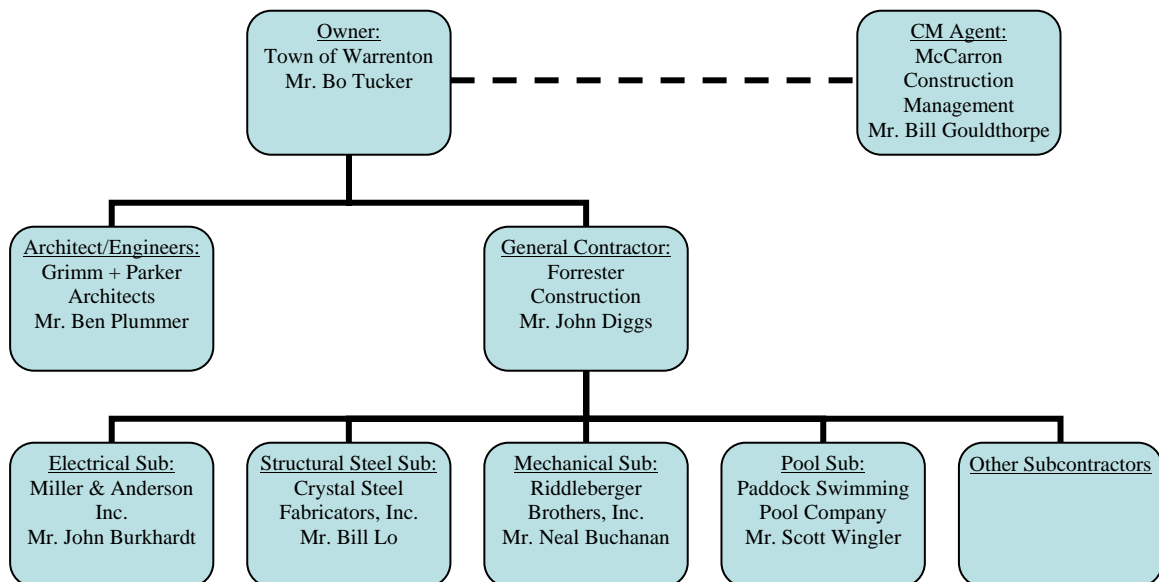 Owner:
Town of Warrenton
Mr. Bo Tucker
CM Agent:
McCarron
Construction
Management
Mr. Bill Gouldthorpe
Architect/Engineers:
Grimm + Parker
Architects
Mr. Ben Plummer
General Contractor:
Forrester
Construction
Mr. John Diggs
Electrical Sub:
Miller & Anderson
Inc.
Mr. John Burkhardt
Structural Steel Sub:
Crystal Steel
Fabricators, Inc.
Mr. Bill Lo
Mechanical Sub:
Riddleberger
Brothers, Inc.
Mr. Neal Buchanan
Pool Sub:
Paddock Swimming
Pool Company
Mr. Scott Wingler
Other Subcontractors